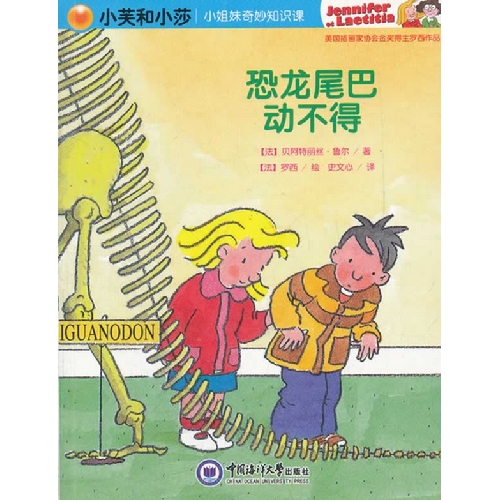 小芙和小莎 小姐妹奇妙知识课
Jennifer et Laetitia
美国插画家协会金奖得主罗西作品
恐龙尾巴
动不得
【法】贝阿特丽丝·鲁尔 / 著
【法】罗西 / 绘 史文心 / 译
IGUANODON
中国海洋大学出版社
CHINA OCEAN UNIVERSITY PRESS